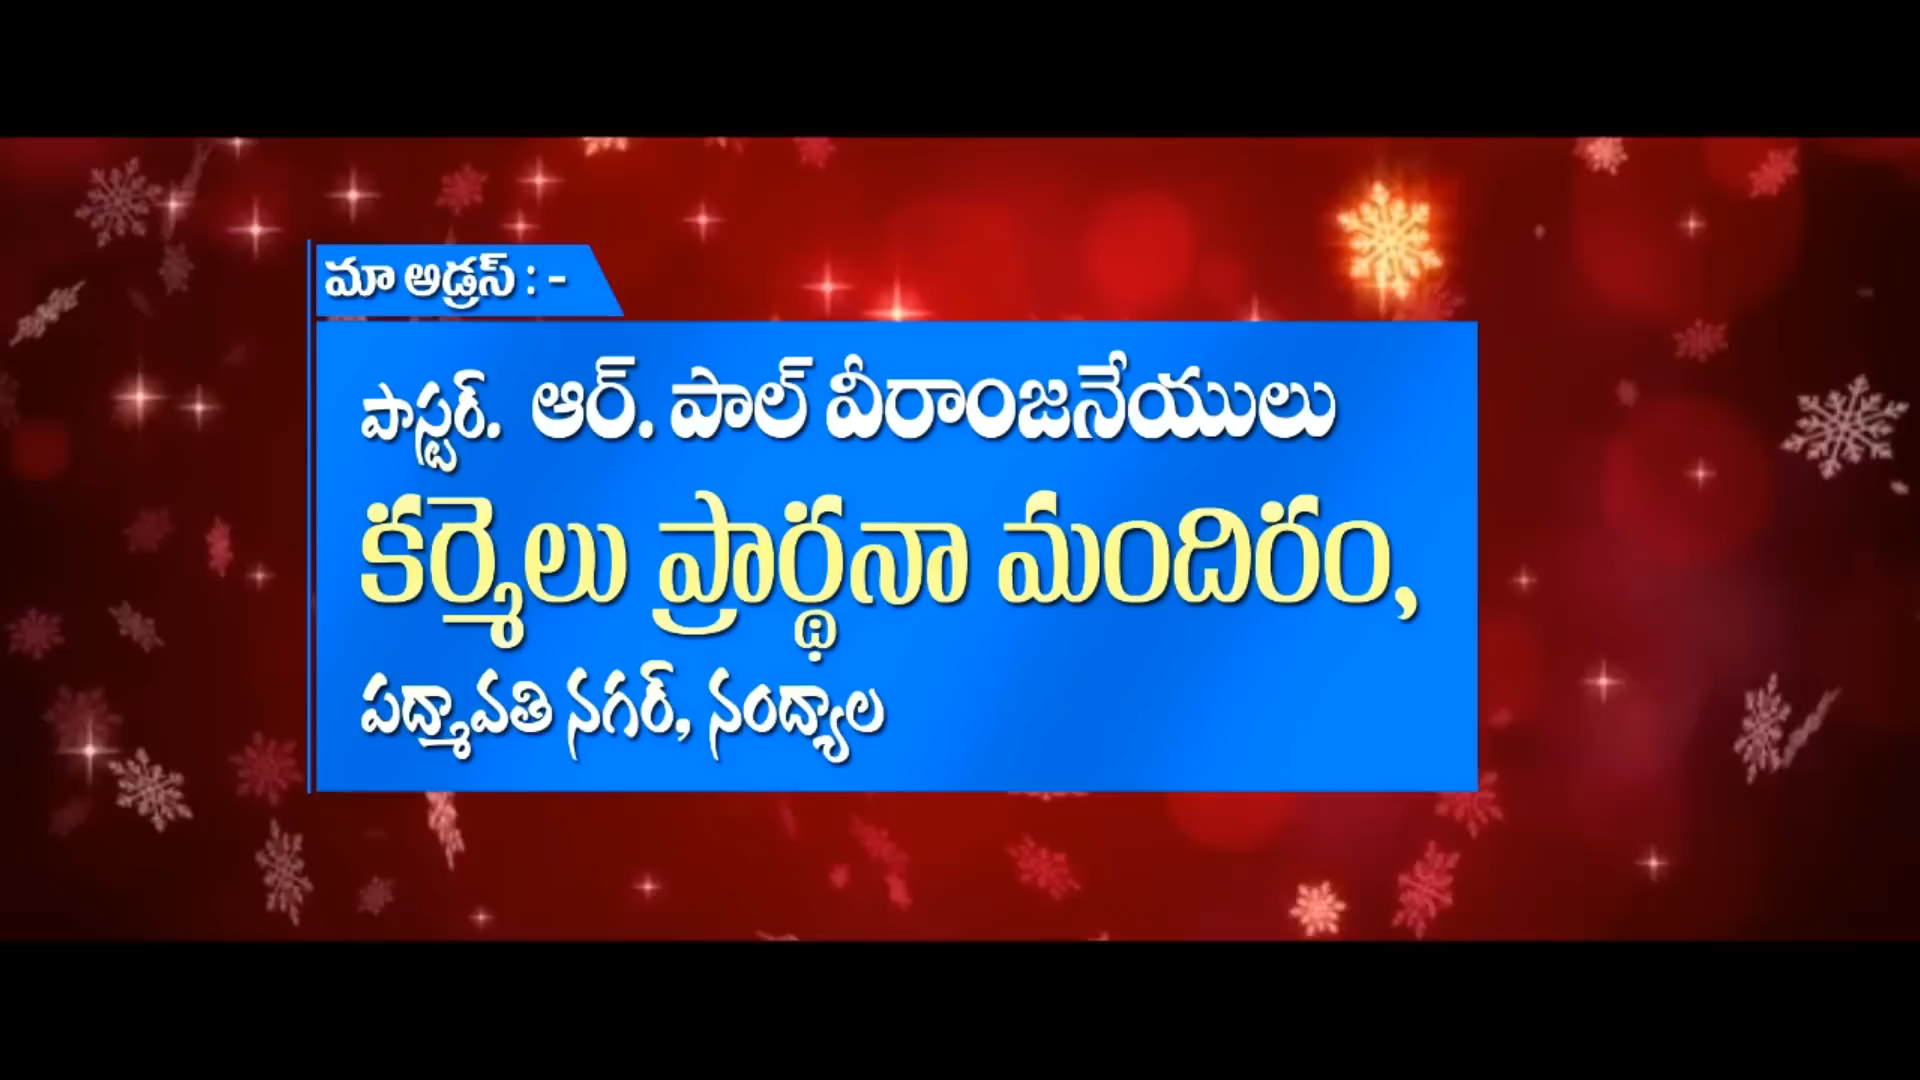 మా అడ్రస్ : -
పాస్టర్. ఆర్. పాల్ వీరాంజనేయులు
కర్మెలు ప్రార్థనా మందిరం,
పద్మావతి నగర్, నంద్యాల